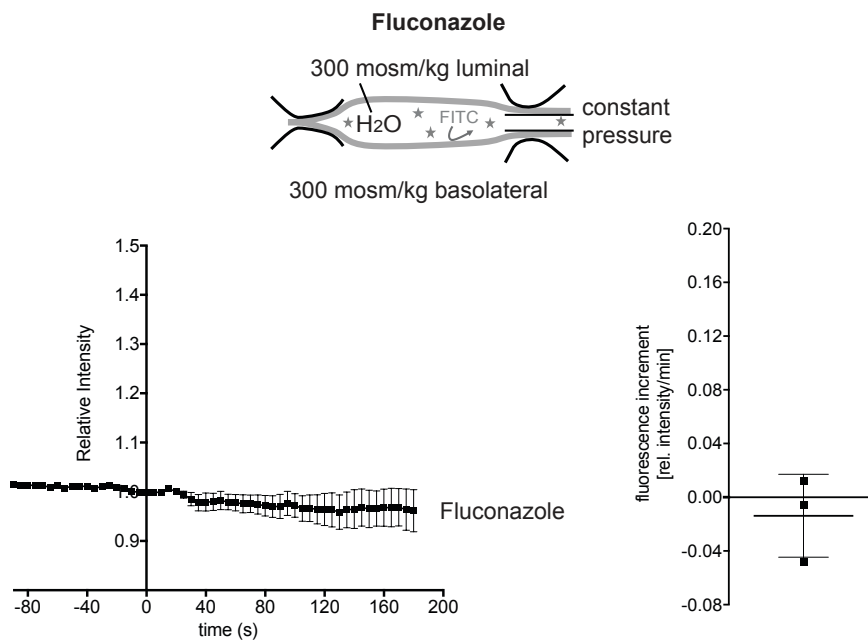 Fluconazole
300 mosm/kg luminal
H2O
FITC
constant
pressure
300 mosm/kg basolateral
Relative Intensity
1.5
1.4
1.3
1.2
1.1
1.0
0.9
-80
-40
0
40
80
120
160
200
time (s)
Fluconazole
fluorescence increment
[rel. intensity/min]
0.20
0.16
0.12
0.08
0.04
0.00
-0.04
-0.08